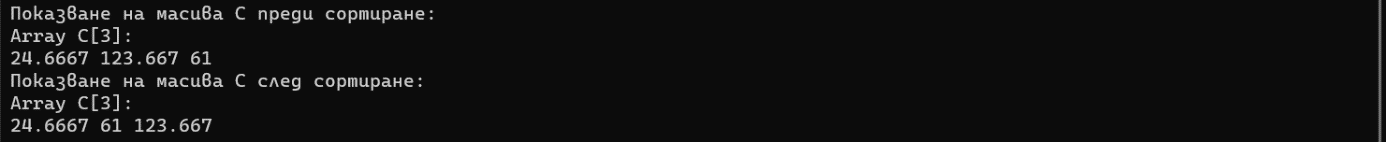 Показване на масива C преди сортиране:
Array C[3]:
24.6667 123.667 61
Показване на масива C след сортиране:
Array C[3]:
24.6667 61 123.667